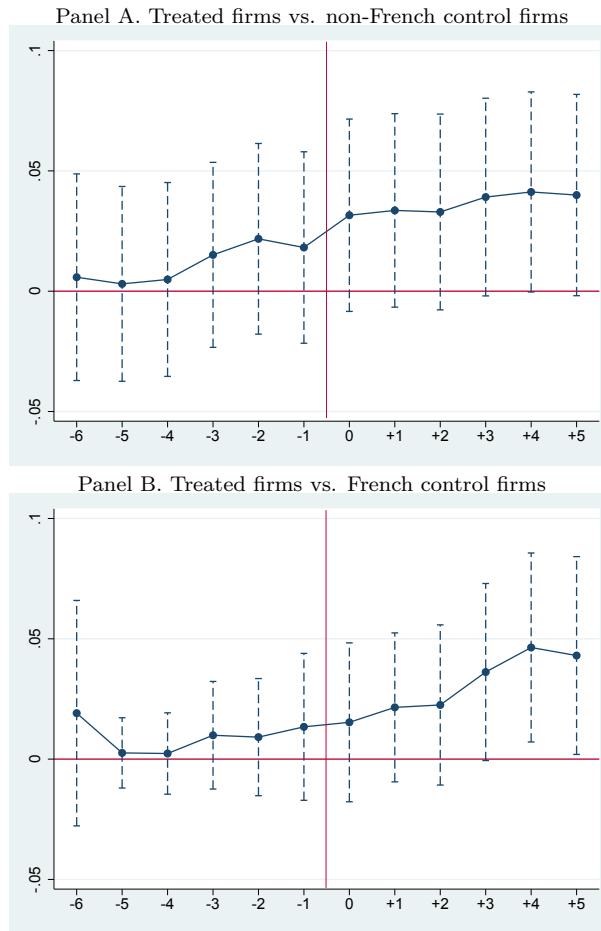 Panel A. Treated firms vs. non-French control firms
.1
.05
0
-.05
-6 -5 -4 -3 -2 -1 0 +1 +2 +3 +4 +5
Panel B. Treated firms vs. French control firms
.1
.05
0
-.05
-6 -5 -4 -3 -2 -1 0 +1 +2 +3 +4 +5